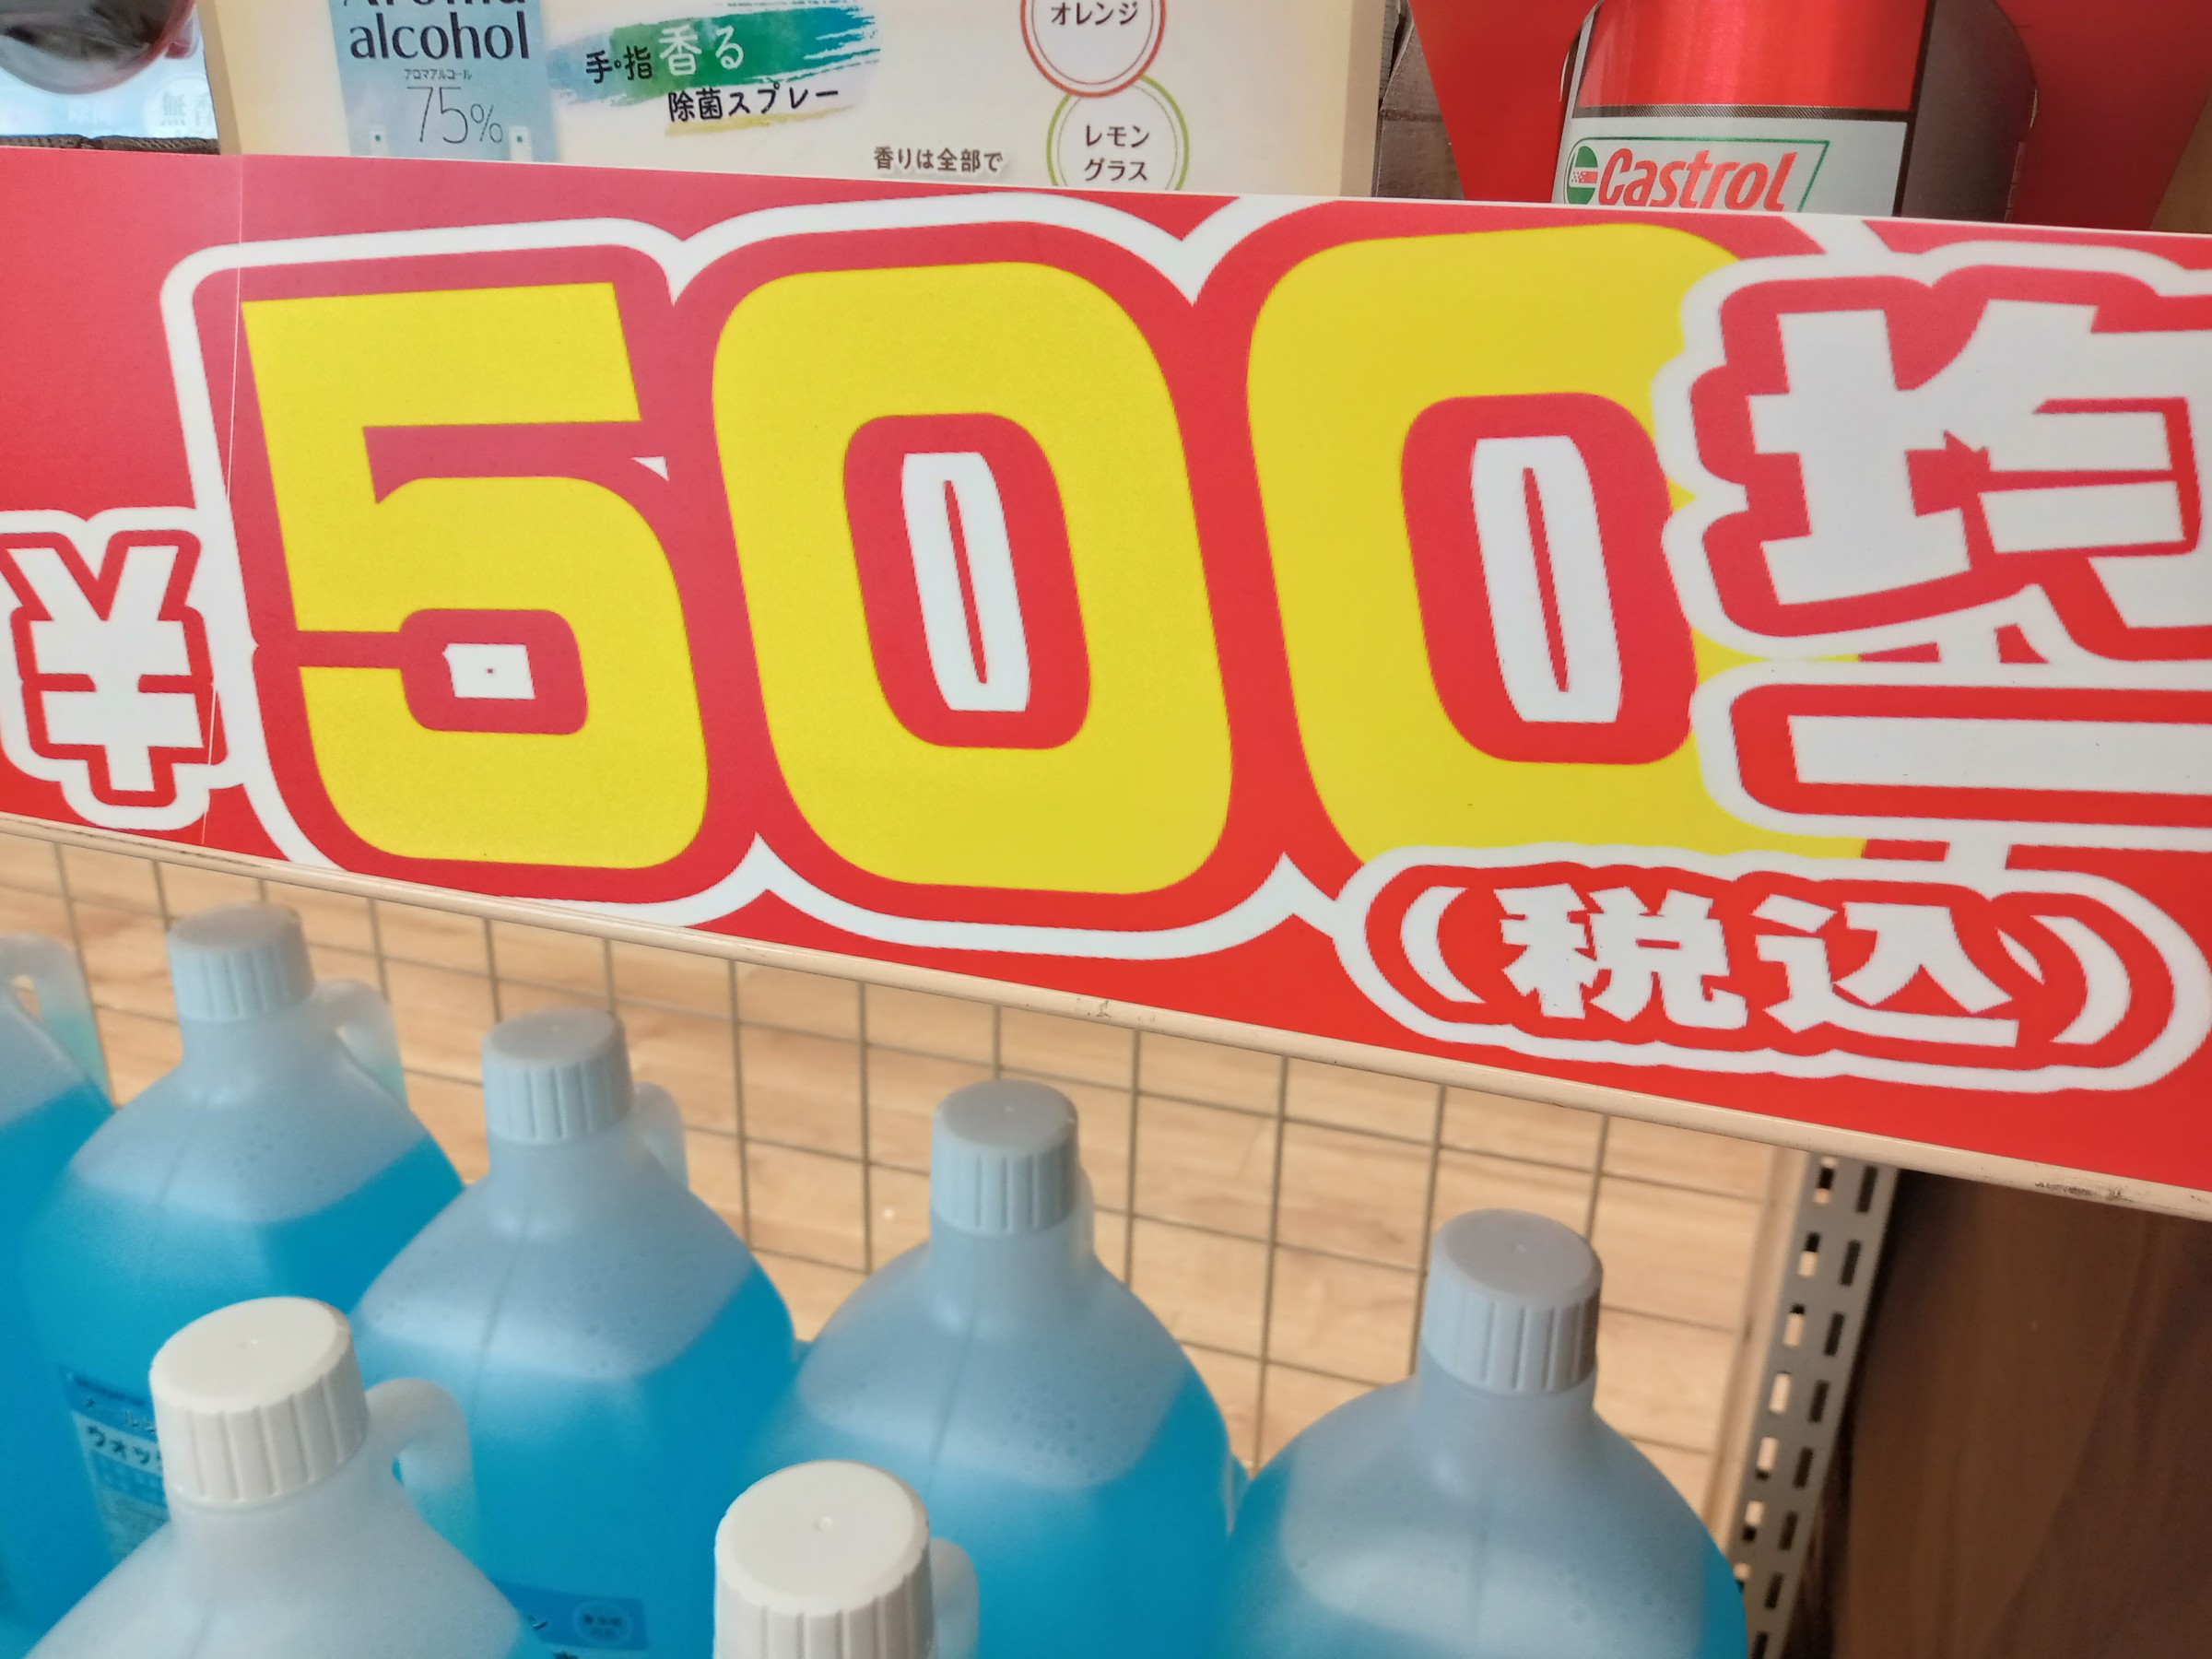 Aroma
alcohol
アロマアルコール
75%
手・指香る
除菌スプレー
香りは全部で
オレンジ
レモン
グラス
Castrol
¥500均一
(税込)